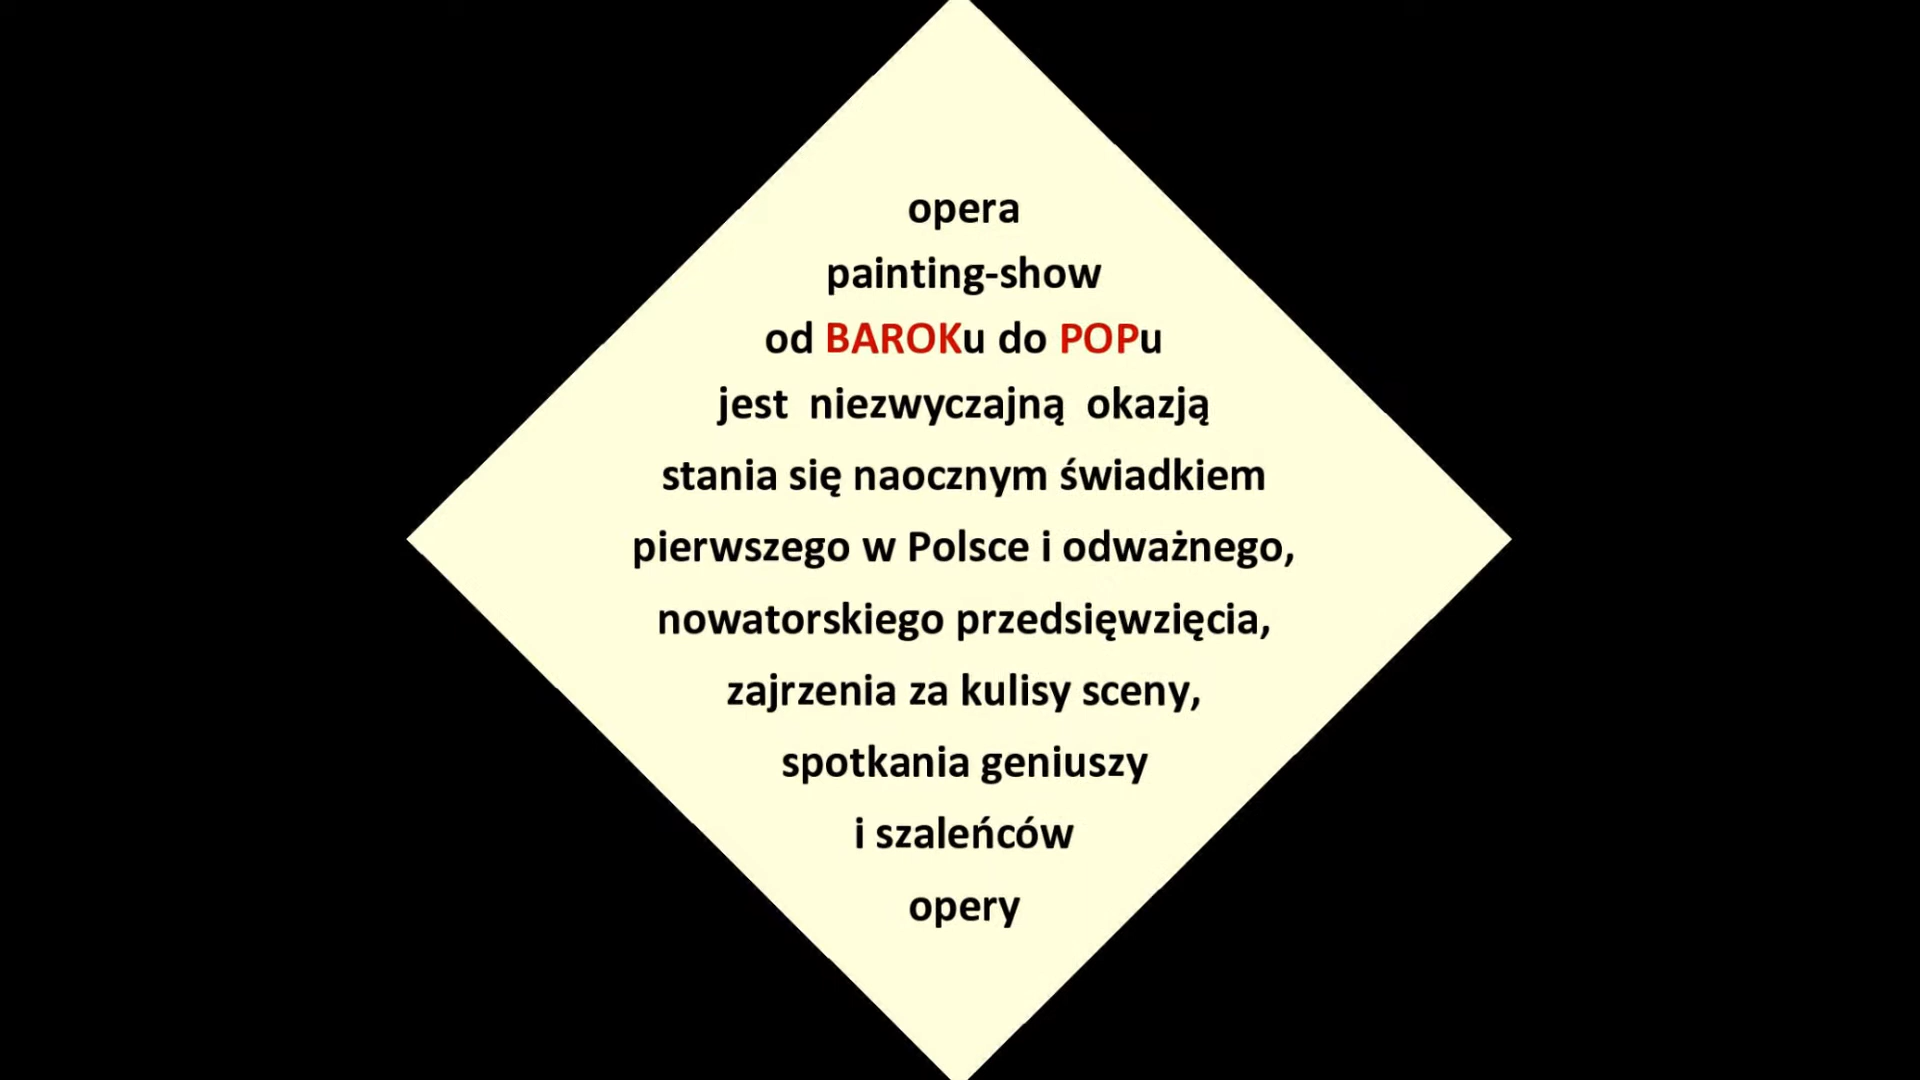 opera
painting-show
od BAROKu do POPu
jest niezwyczajną okazją
stania się naocznym świadkiem
pierwszego w Polsce i odważnego,
nowatorskiego przedsięwzięcia,
zajrzenia za kulisy sceny,
spotkania geniuszy
i szaleńców
opery